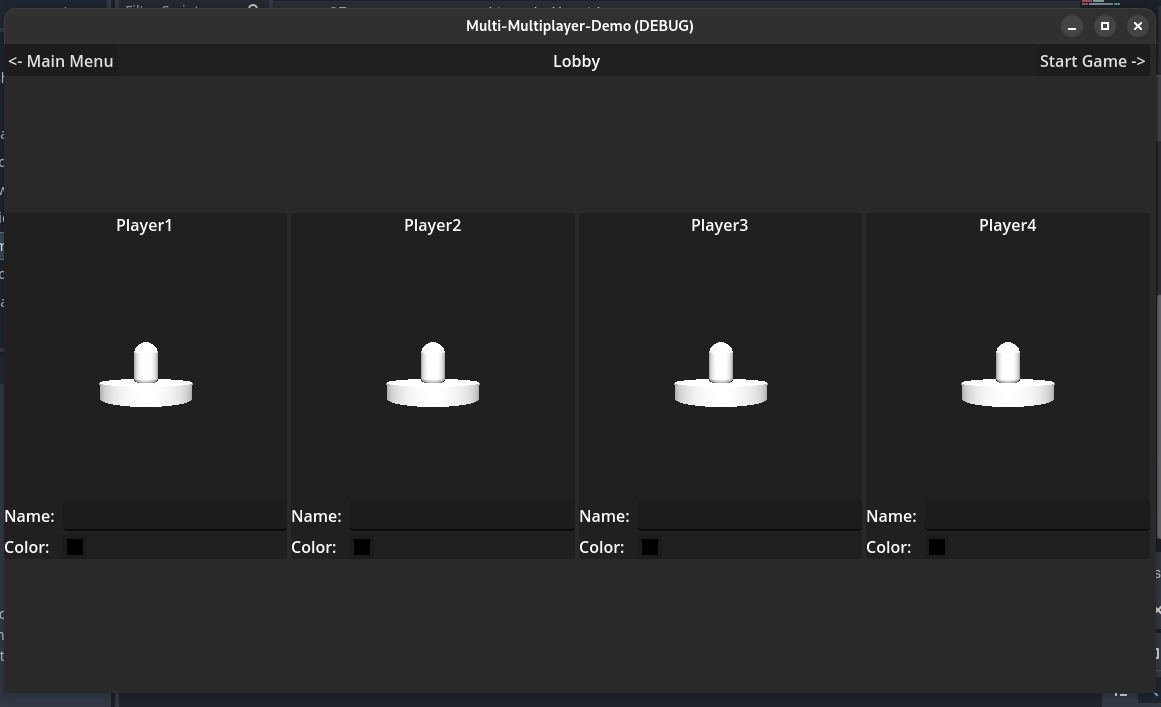 Multi-Multiplayer-Demo (DEBUG)
<- Main Menu Lobby Start Game ->
Player1 Player2 Player3 Player4
Name: Name: Name: Name:
Color: Color: Color: Color: